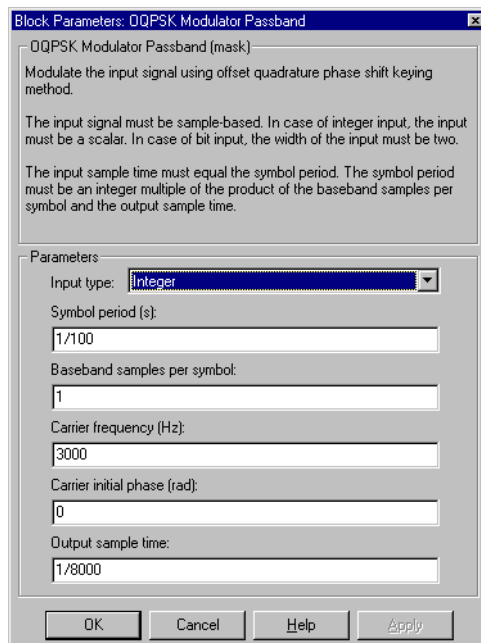 Block Parameters: OQPSK Modulator Passband
OQPSK Modulator Passband (mask)
Modulate the input signal using offset quadrature phase shift keying
method.
The input signal must be sample-based. In case of integer input, the input
must be a scalar. In case of bit input, the width of the input must be two.
The input sample time must equal the symbol period. The symbol period
must be an integer multiple of the product of the baseband samples per
symbol and the output sample time.
Parameters
Input type: Integer
Symbol period (s):
1/100
Baseband samples per symbol:
1
Carrier frequency (Hz):
3000
Carrier initial phase (rad):
0
Output sample time:
1/8000
OK Cancel Help Apply